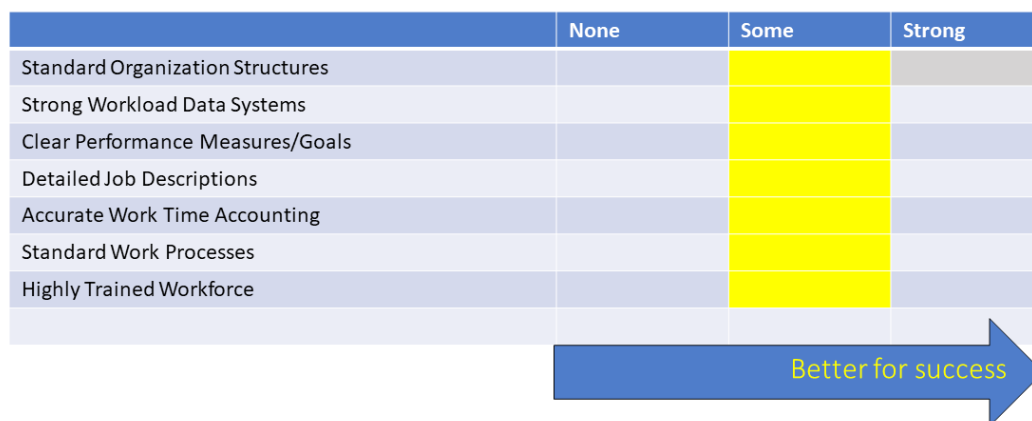 None Some Strong
Standard Organization Structures
Strong Workload Data Systems
Clear Performance Measures/Goals
Detailed Job Descriptions
Accurate Work Time Accounting
Standard Work Processes
Highly Trained Workforce
Better for success